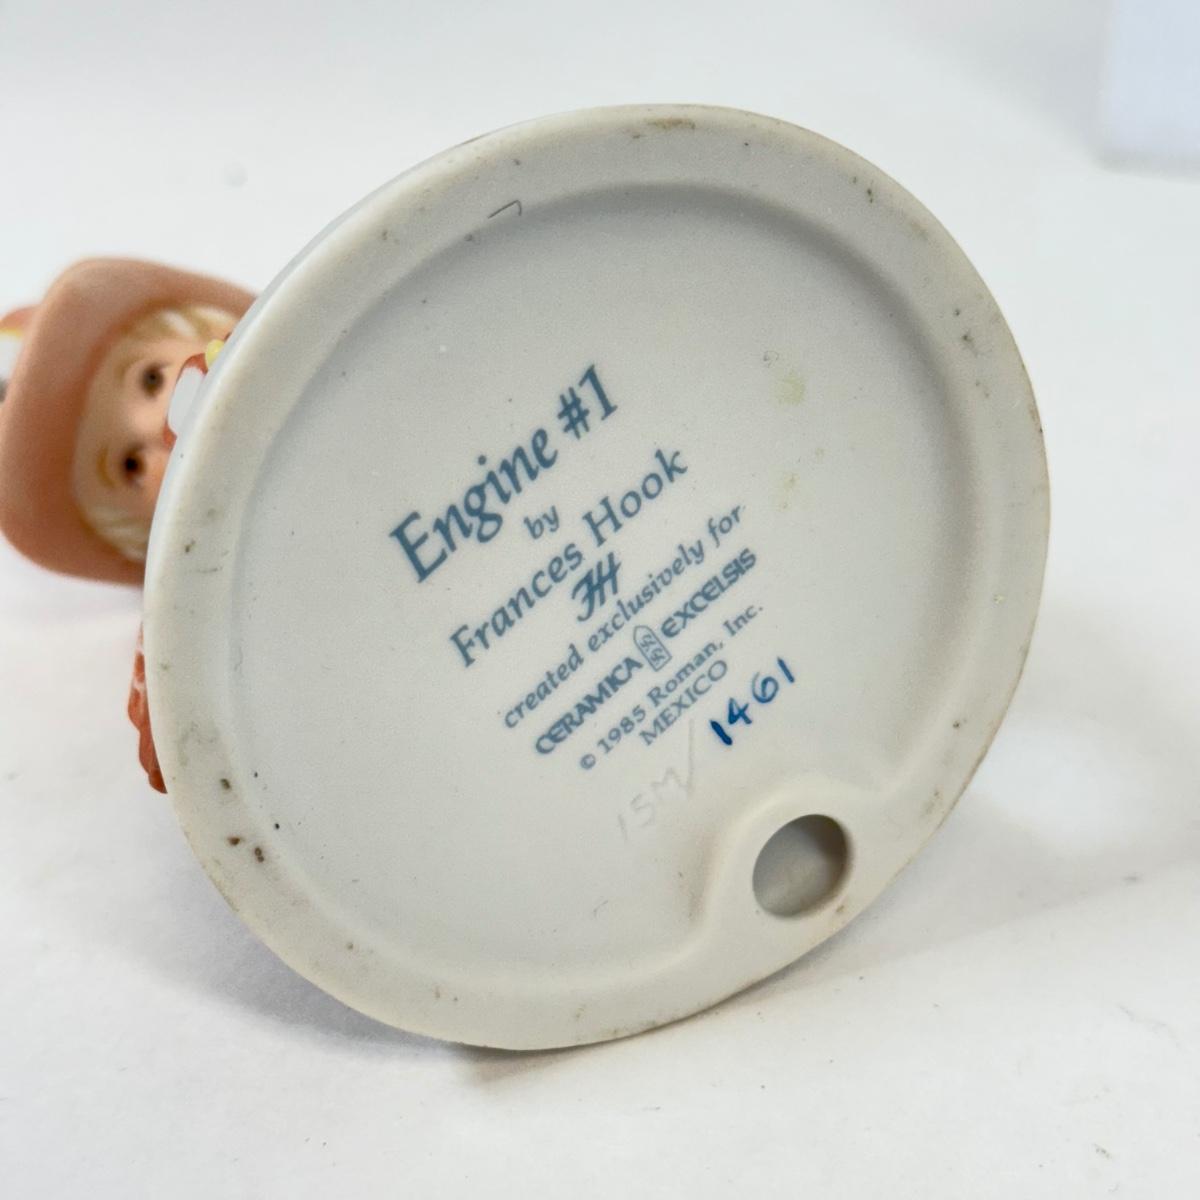 Engine #1
by
Frances Hook
FH
created exclusively for
CERAMICA EXCELSIS
© 1985 Roman, Inc.
MEXICO
1461
15M/